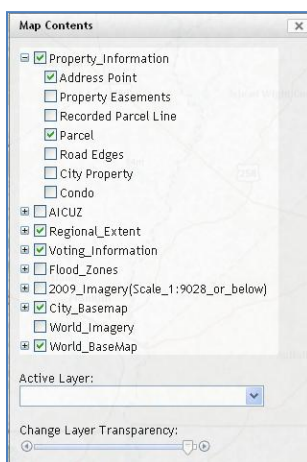 Map Contents
Property_Information
Address Point
Property Easements
Recorded Parcel Line
Parcel
Road Edges
City Property
Condo
AICUZ
Regional_Extent
Voting_Information
Flood_Zones
2009_Imagery(Scale_1:9028_or_below)
City_Basemap
World_Imagery
World_BaseMap
Active Layer:
Change Layer Transparency: